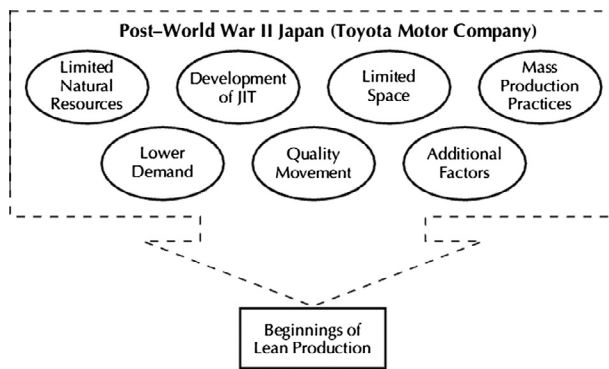 Post–World War II Japan (Toyota Motor Company)
Limited
Natural
Resources
Development
of JIT
Limited
Space
Mass
Production
Practices
Lower
Demand
Quality
Movement
Additional
Factors
Beginnings of
Lean Production